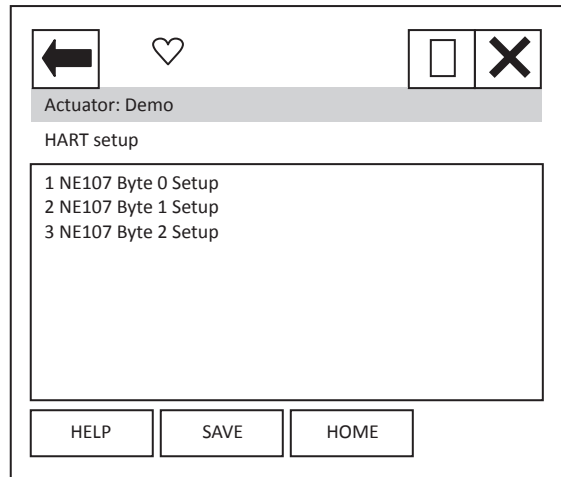 Actuator: Demo
HART setup
1 NE107 Byte 0 Setup
2 NE107 Byte 1 Setup
3 NE107 Byte 2 Setup
HELP SAVE HOME